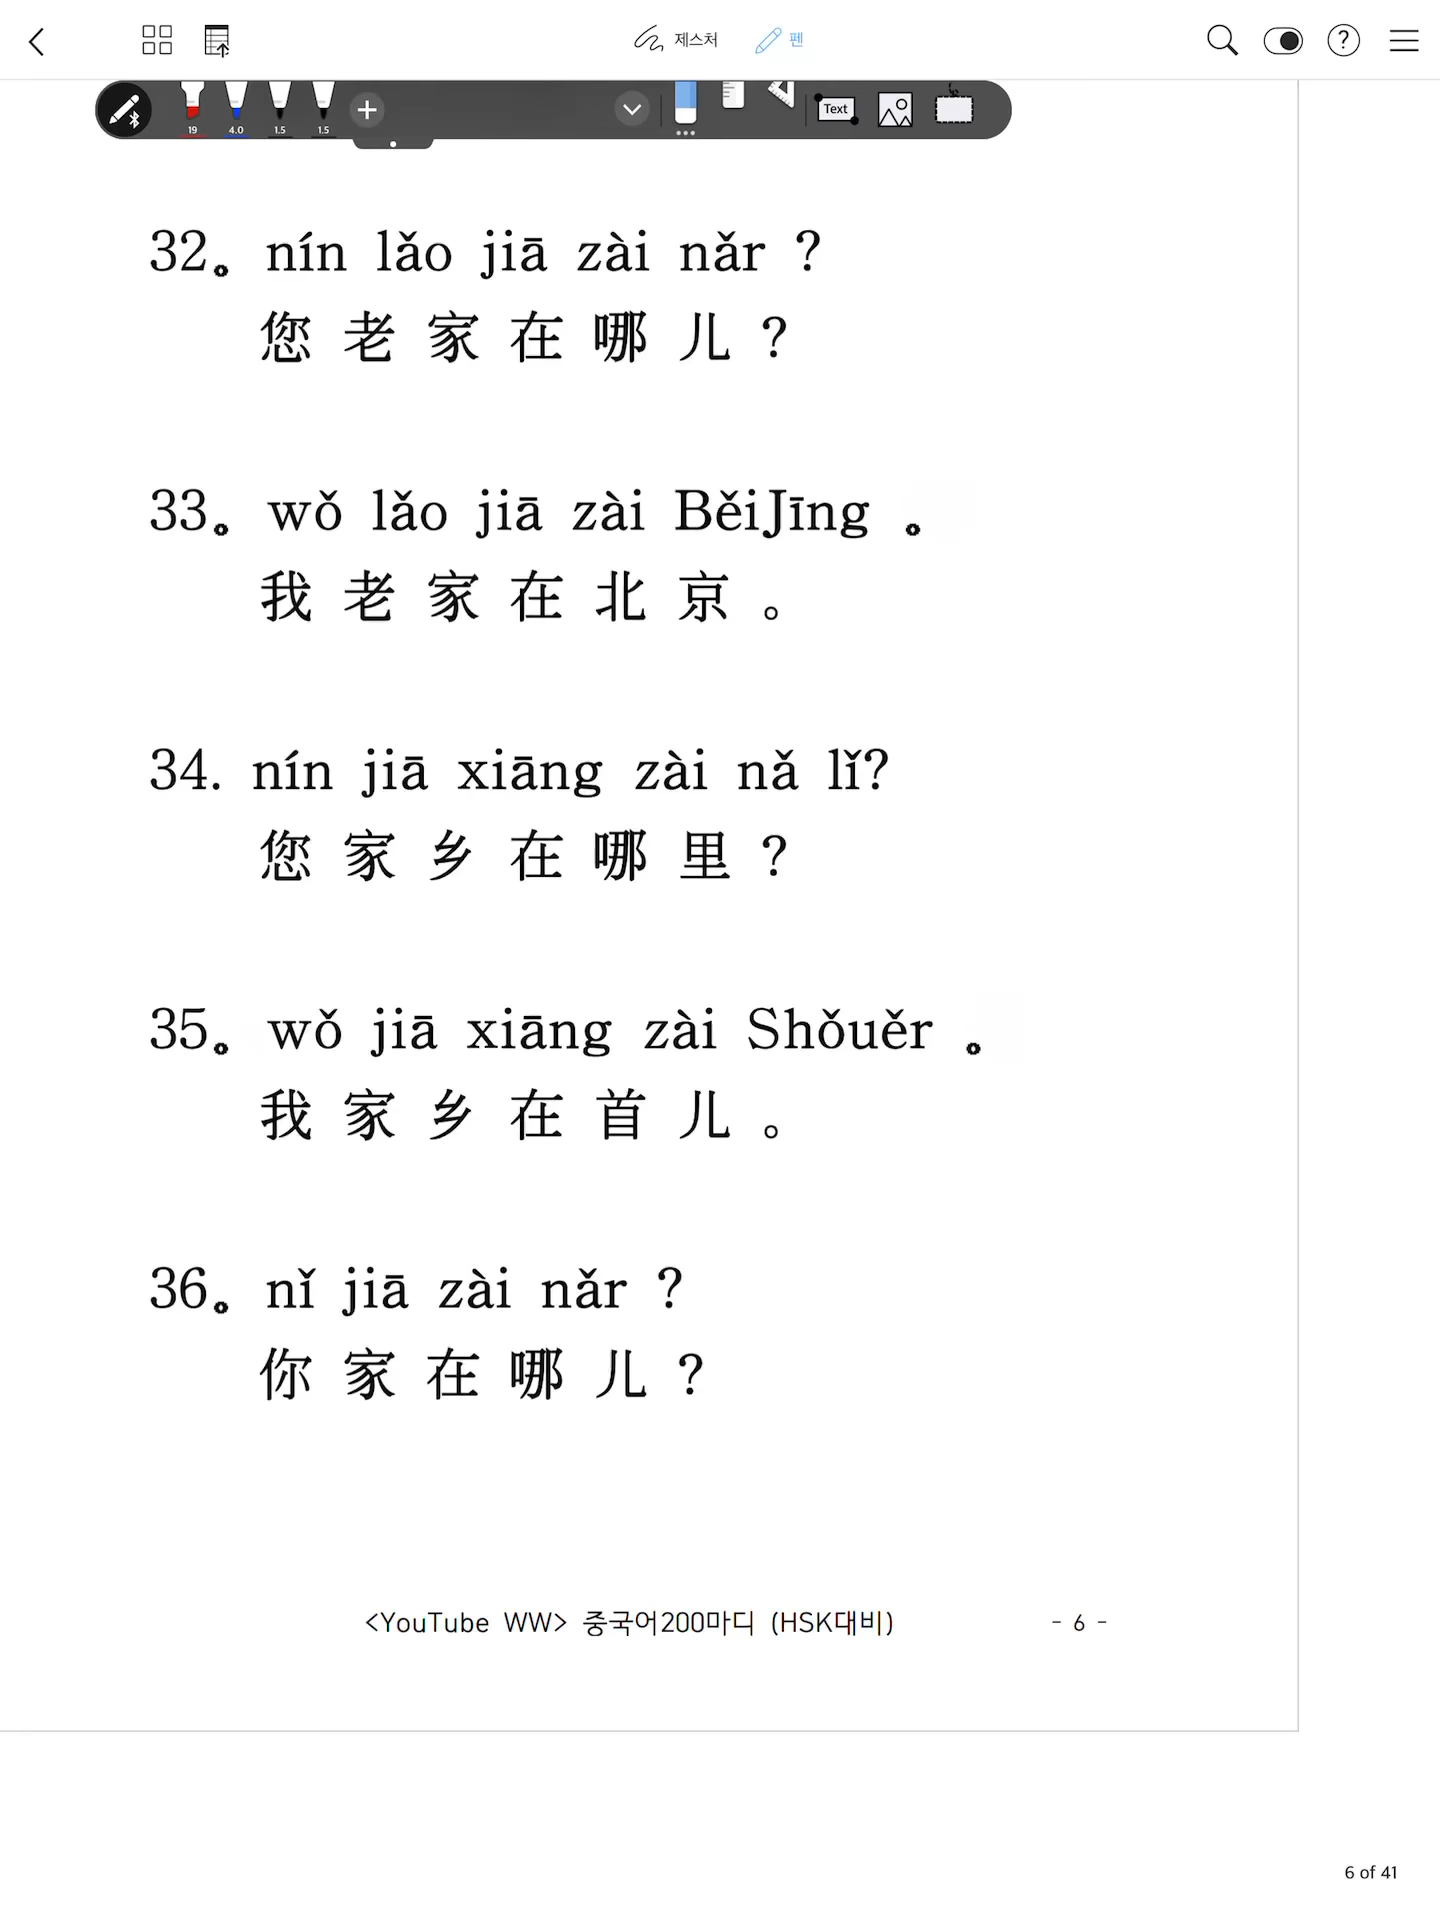 제스처 펜
19 4.0 1.5 1.5 Text
32。 nín lǎo jiā zài nǎr ?
您 老 家 在 哪 儿 ?
33。 wǒ lǎo jiā zài BěiJīng 。
我 老 家 在 北 京 。
34. nín jiā xiāng zài nǎ lǐ?
您 家 乡 在 哪 里 ?
35。 wǒ jiā xiāng zài Shǒuěr 。
我 家 乡 在 首 儿 。
36。 nǐ jiā zài nǎr ?
你 家 在 哪 儿 ?
<YouTube WW> 중국어200마디 (HSK대비) - 6 -
6 of 41